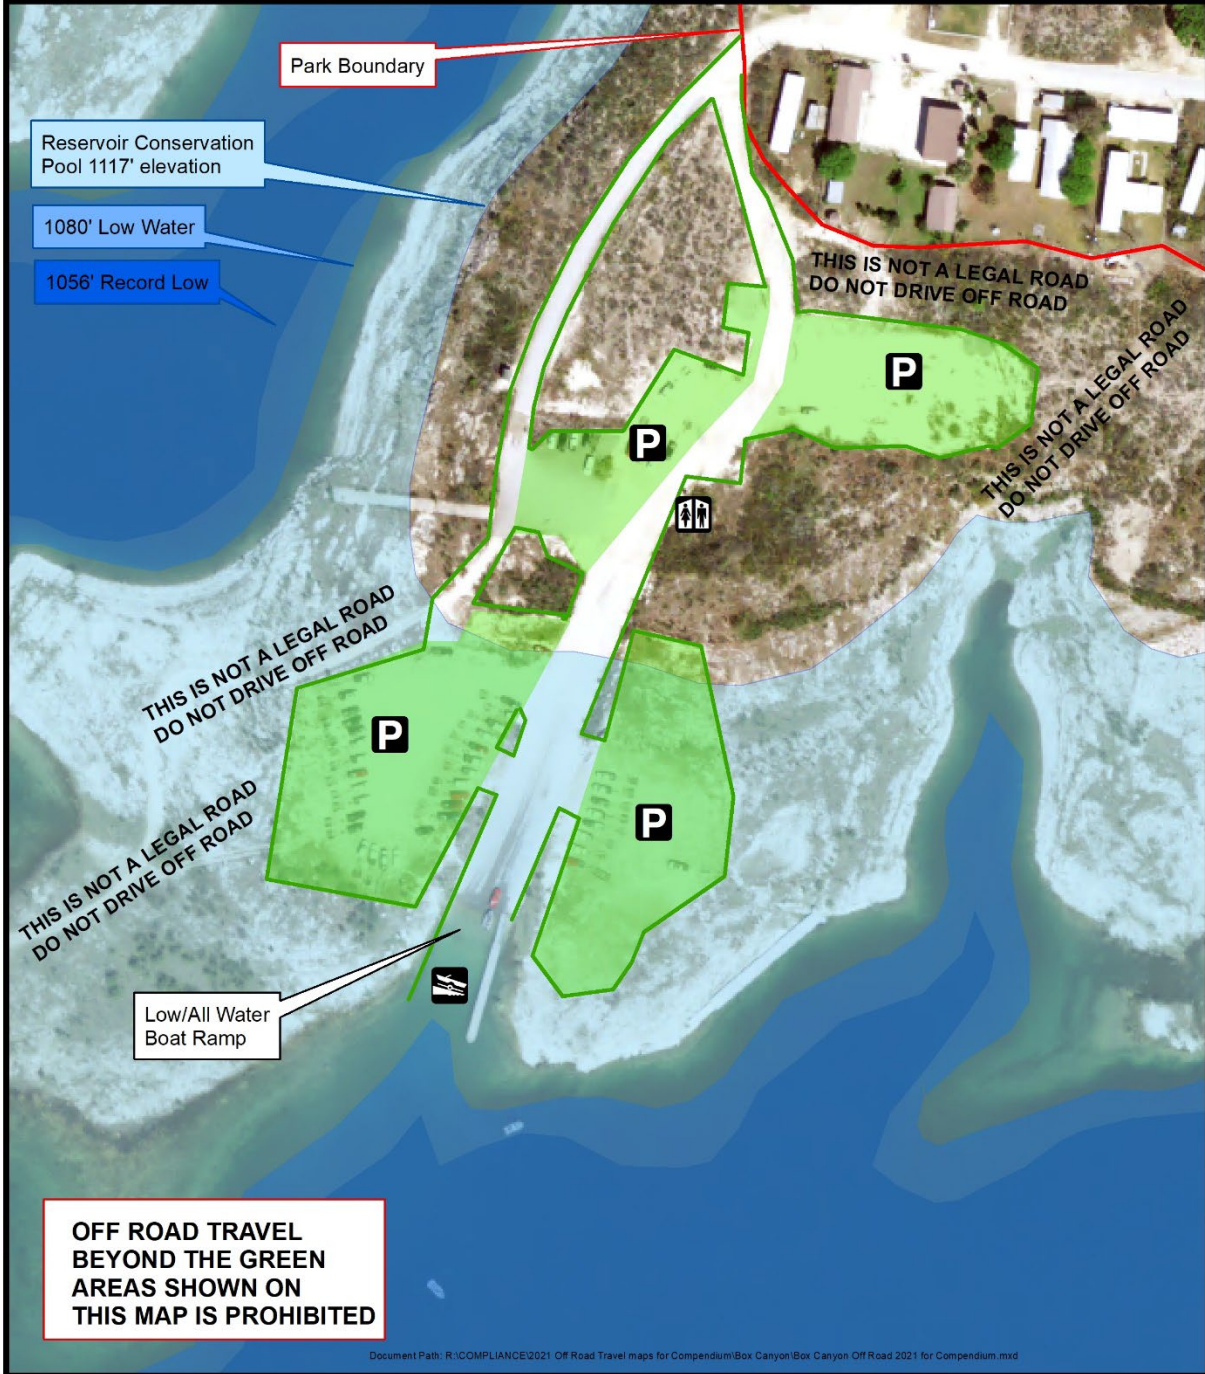 Park Boundary
Reservoir Conservation
Pool 1117' elevation
1080' Low Water
1056' Record Low
THIS IS NOT A LEGAL ROAD
DO NOT DRIVE OFF ROAD
THIS IS NOT A LEGAL ROAD
DO NOT DRIVE OFF ROAD
P
P
THIS IS NOT A LEGAL ROAD
DO NOT DRIVE OFF ROAD
P
P
THIS IS NOT A LEGAL ROAD
DO NOT DRIVE OFF ROAD
Low/All Water
Boat Ramp
OFF ROAD TRAVEL
BEYOND THE GREEN
AREAS SHOWN ON
THIS MAP IS PROHIBITED
Document Path: R:\COMPLIANCE\2021 Off Road Travel maps for Compendium\Box Canyon\Box Canyon Off Road 2021 for Compendium.mxd